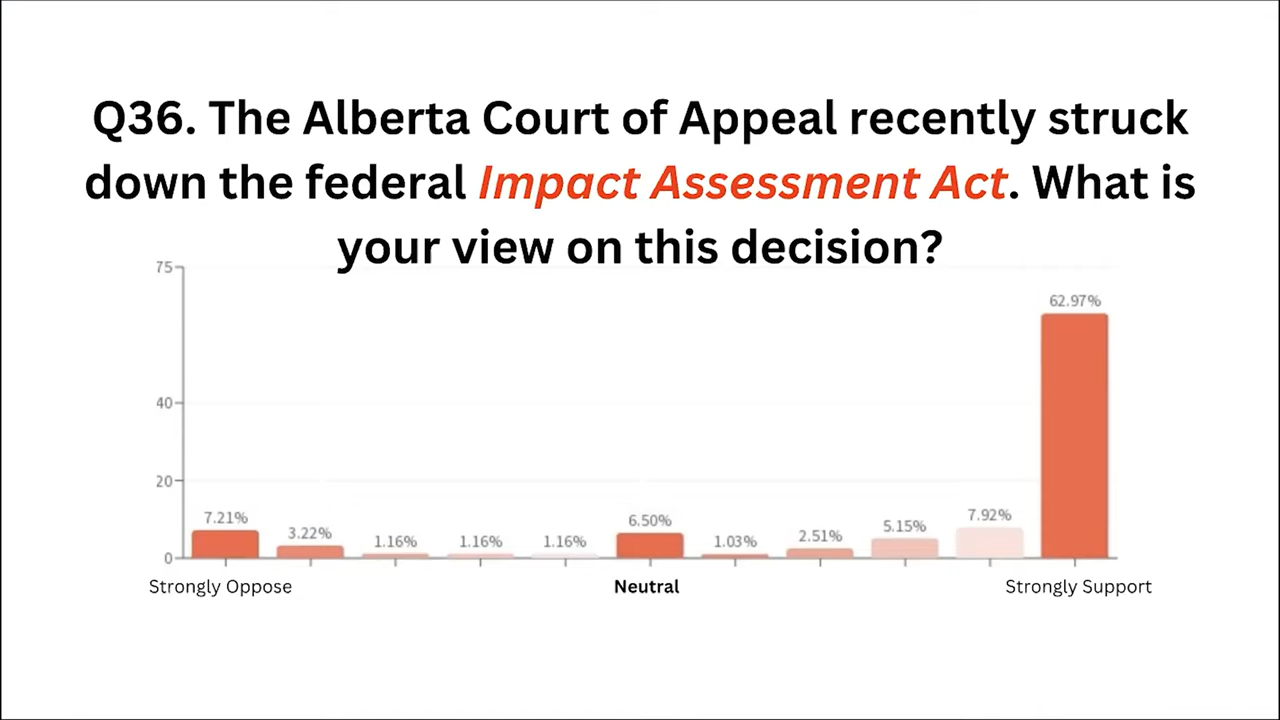 Q36. The Alberta Court of Appeal recently struck
down the federal Impact Assessment Act. What is
your view on this decision?
75
62.97%
40
20
7.21%
3.22%
1.16%
1.16%
1.16%
6.50%
1.03%
2.51%
5.15%
7.92%
0
Strongly Oppose
Neutral
Strongly Support